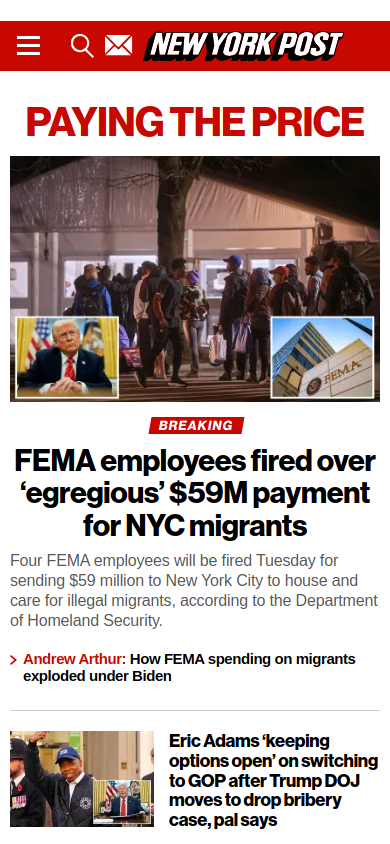 NEW YORK POST
PAYING THE PRICE
FEMA
BREAKING
FEMA employees fired over
‘egregious’ $59M payment
for NYC migrants
Four FEMA employees will be fired Tuesday for
sending $59 million to New York City to house and
care for illegal migrants, according to the Department
of Homeland Security.
Andrew Arthur: How FEMA spending on migrants
exploded under Biden
Eric Adams ‘keeping
options open’ on switching
to GOP after Trump DOJ
moves to drop bribery
case, pal says